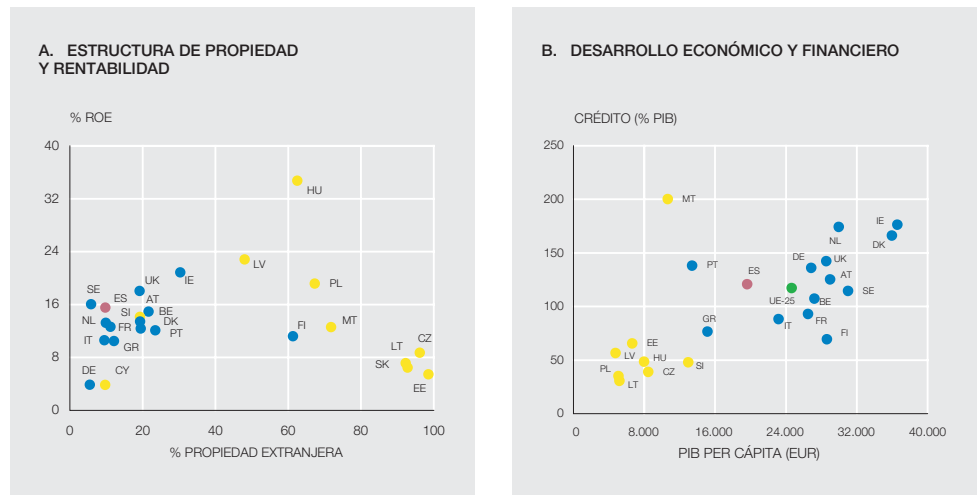 A. ESTRUCTURA DE PROPIEDAD
Y RENTABILIDAD
% ROE
40
32
24
16
8
0
0
20
40
60
80
100
% PROPIEDAD EXTRANJERA
HU
LV
PL
IE
UK
SE
ES
AT
SI
BE
MT
NL
FR
DK
FI
PT
IT
GR
LT
CZ
SK
DE
CY
EE
B. DESARROLLO ECONÓMICO Y FINANCIERO
CRÉDITO (% PIB)
250
200
150
100
50
0
0
8.000
16.000
24.000
32.000
40.000
PIB PER CÁPITA (EUR)
MT
IE
NL
DK
PT
DE
UK
ES
AT
SE
UE-25
BE
GR
IT
FR
FI
EE
LV
HU
SI
PL
CZ
LT